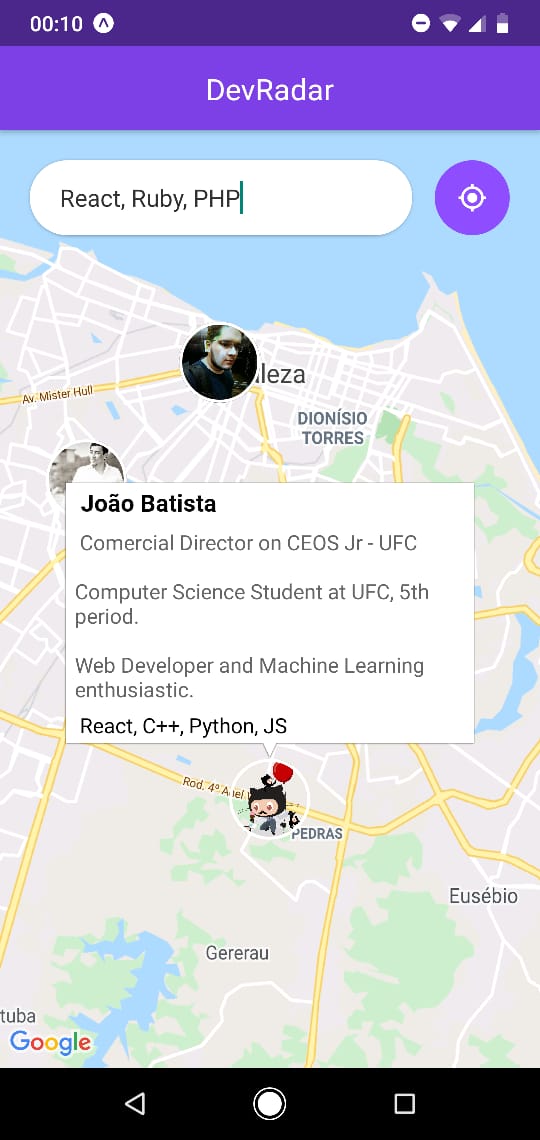 00:10
DevRadar
React, Ruby, PHP
leza
Av. Mister Hull
DIONÍSIO
TORRES
João Batista
Comercial Director on CEOS Jr - UFC
Computer Science Student at UFC, 5th
period.
Web Developer and Machine Learning
enthusiastic.
React, C++, Python, JS
Rod. 4º Anel
PEDRAS
Eusébio
Gererau
tuba
Google